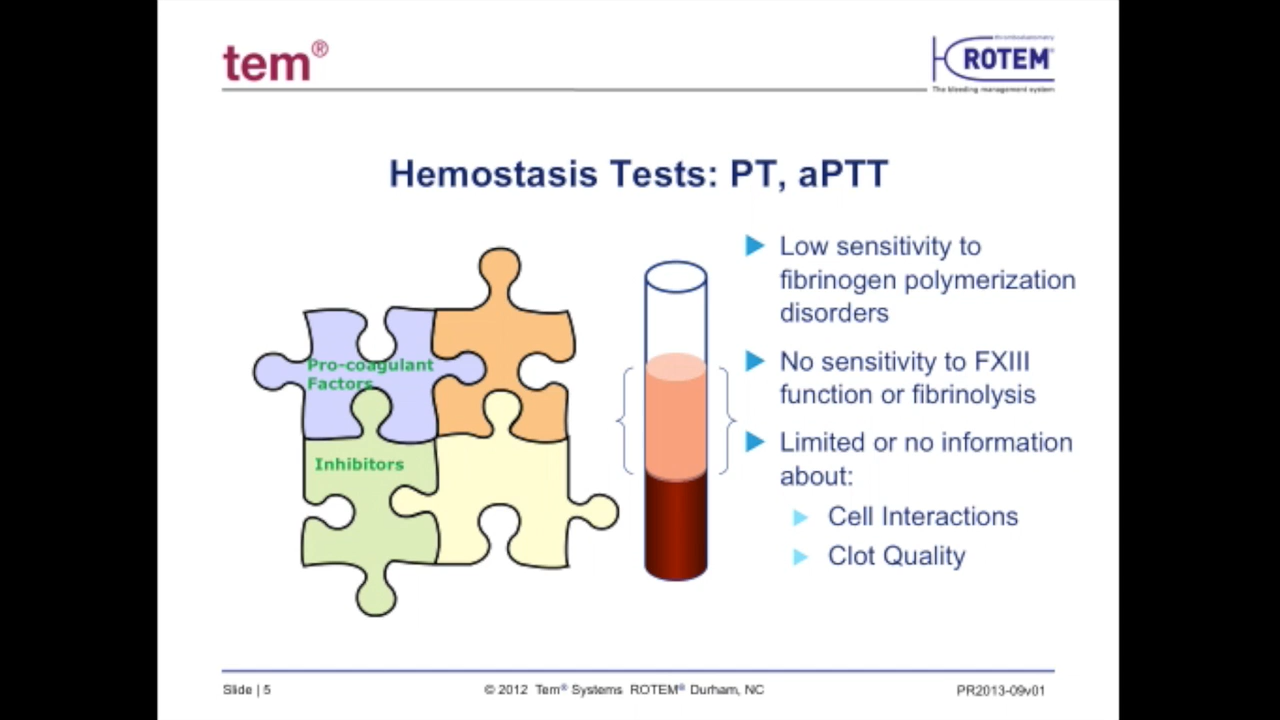 tem®
thromboelastometry
ROTEM®
The bleeding management system
Hemostasis Tests: PT, aPTT
Pro-coagulant
Factors
Inhibitors
Low sensitivity to
fibrinogen polymerization
disorders
No sensitivity to FXIII
function or fibrinolysis
Limited or no information
about:
Cell Interactions
Clot Quality
Slide | 5
© 2012 Tem® Systems ROTEM® Durham, NC
PR2013-09v01